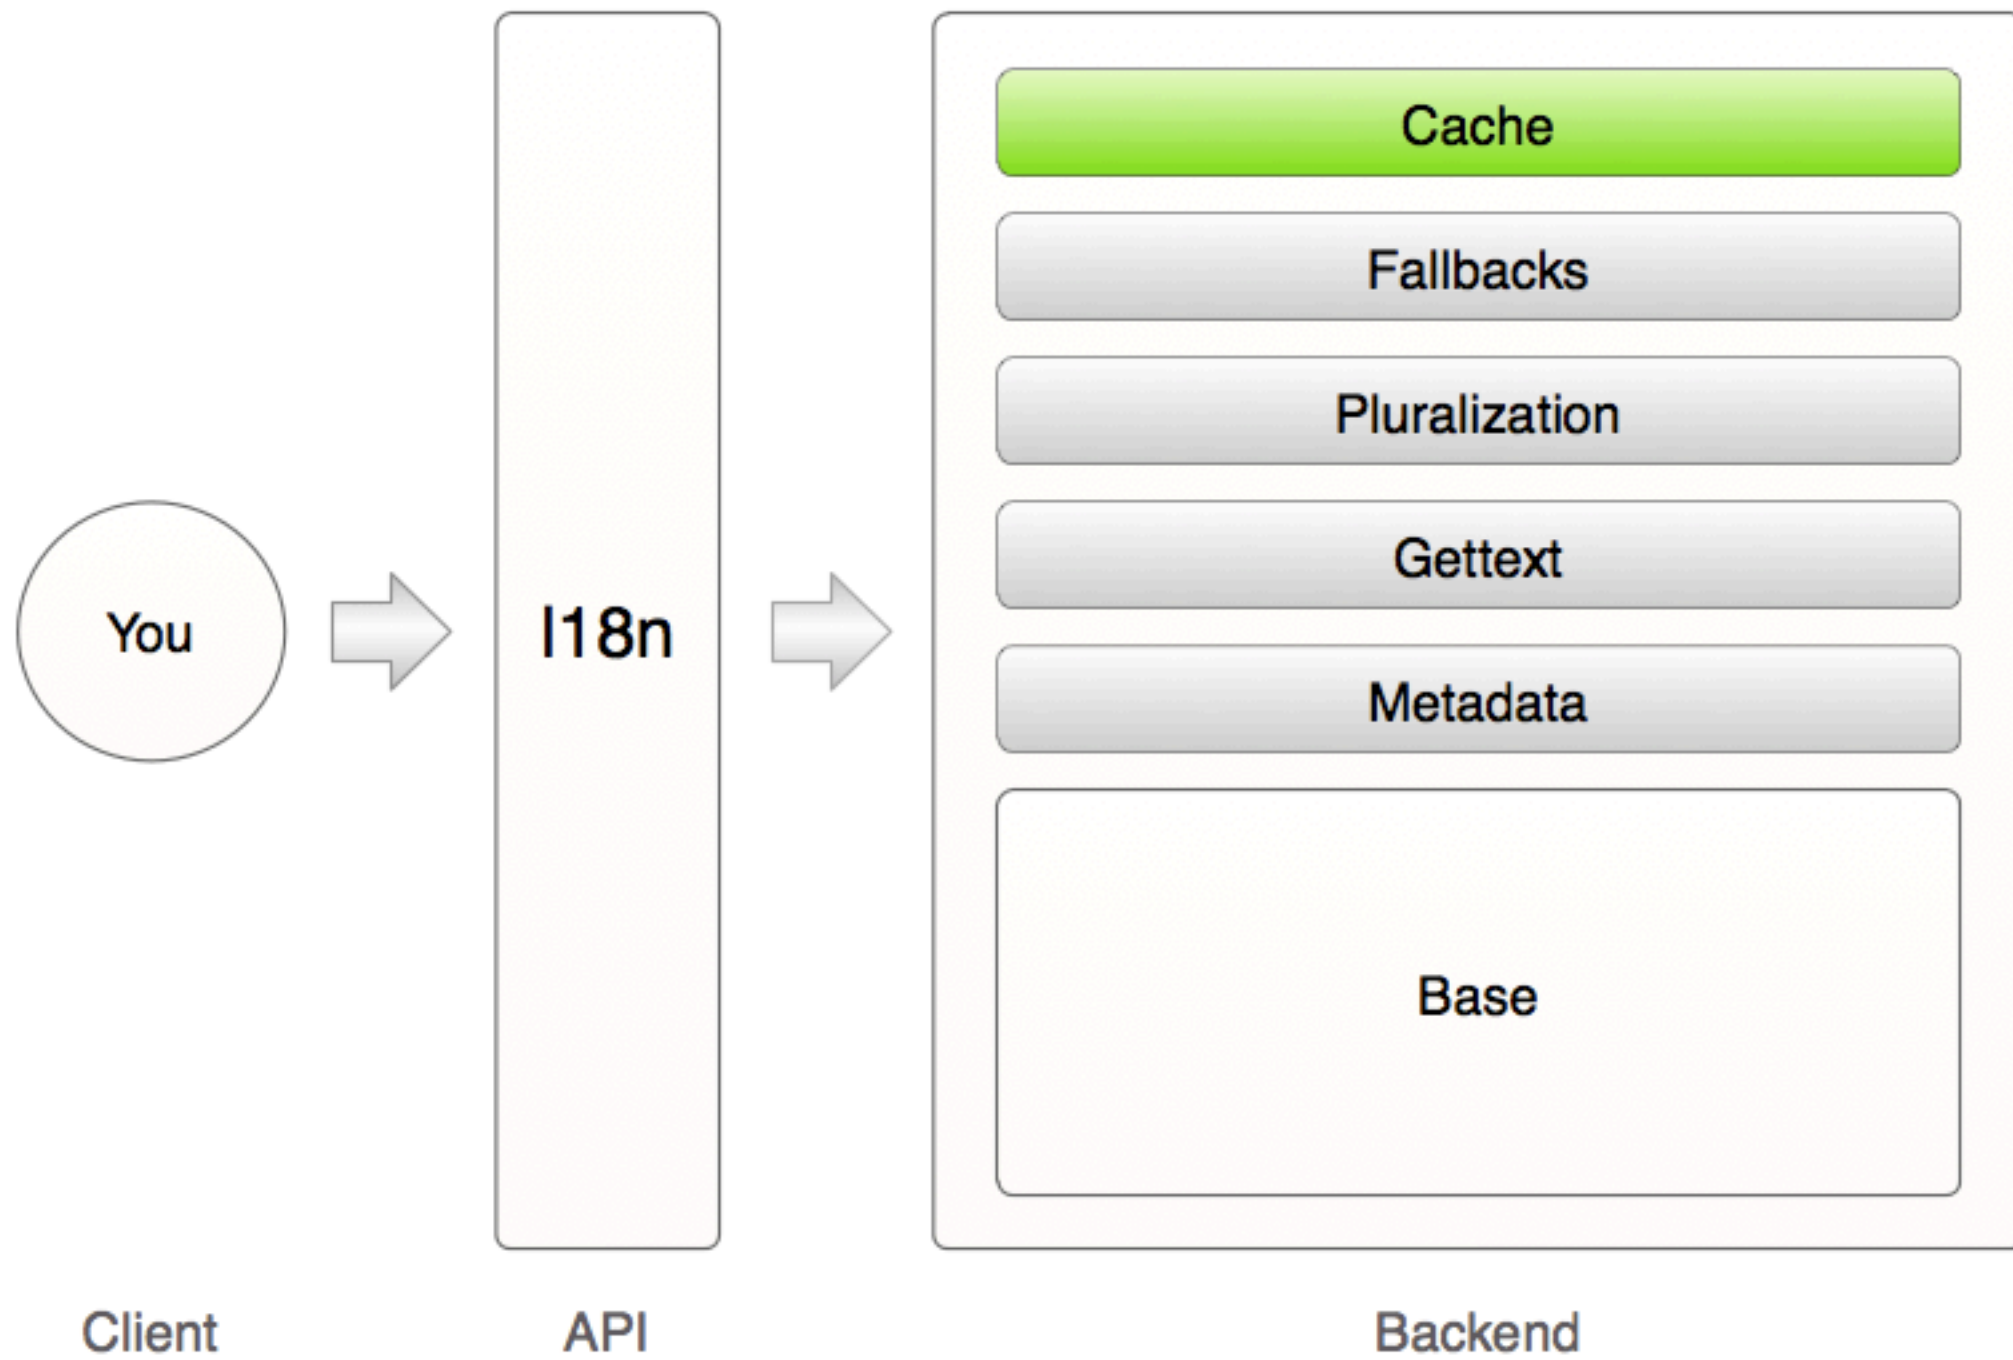 You
I18n
Cache
Fallbacks
Pluralization
Gettext
Metadata
Base
Client
API
Backend